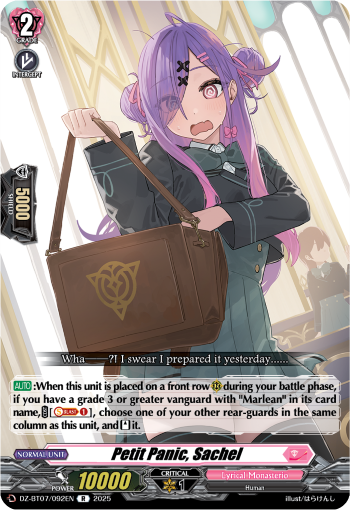 2
GRADE
INTERCEPT
5000
SHIELD
Wha——?! I swear I prepared it yesterday......
AUTO :When this unit is placed on a front row during your battle phase,
if you have a grade 3 or greater vanguard with "Marlean" in its card
name, [ BLAST 1 ], choose one of your other rear-guards in the same
column as this unit, and it.
NORMAL UNIT
Petit Panic, Sachel
POWER 10000
CRITICAL
1
Lyrical Monasterio
Human
DZ-BT07/092EN R 2025
illust/はらけんし